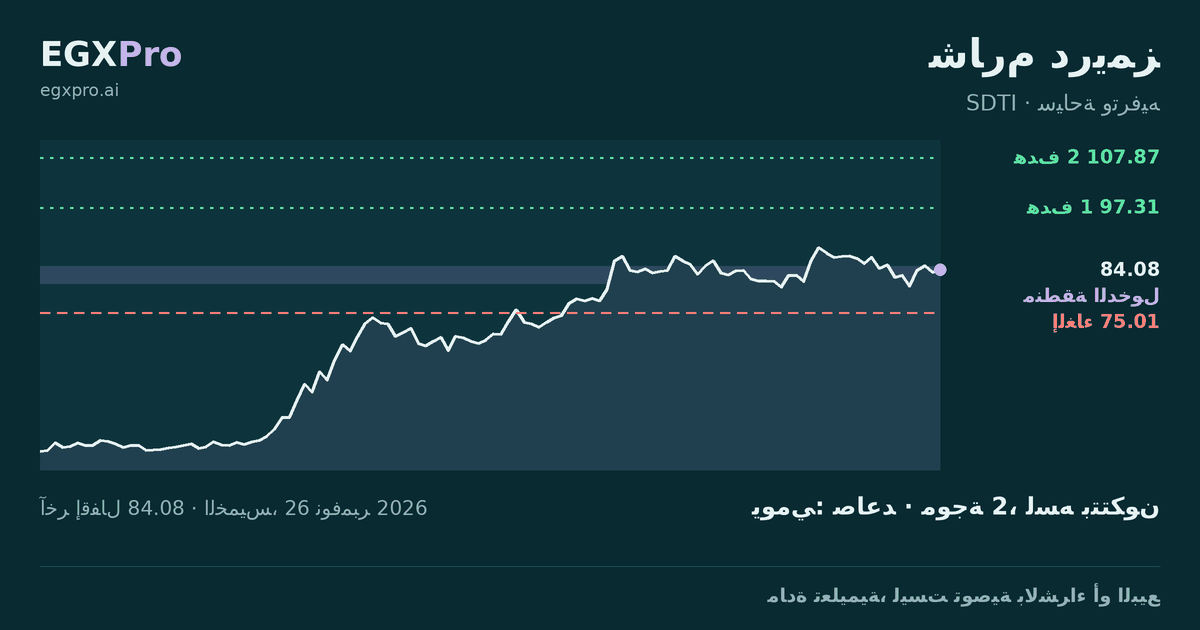 EGXPro
egxpro.ai
شارم دريمز
SDTI · سياحة وترفيه
هدف 2 107.87
هدف 1 97.31
84.08
منطقة الدخول
إلغاء 75.01
يومي: صاعد · موجة 2، لسه بتتكون
آخر إقفال 84.08 · الخميس، 26 نوفمبر 2026
مادة تعليمية، ليست توصية بالشراء أو البيع